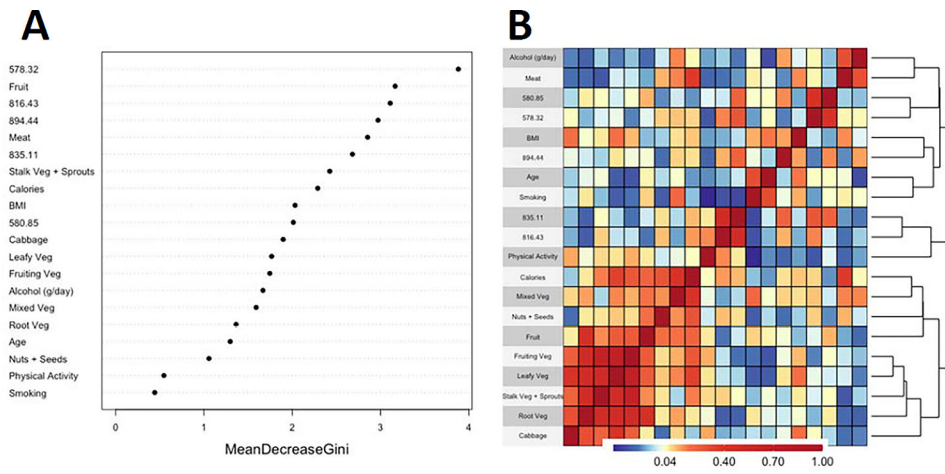 A
578.32
Fruit
816.43
894.44
Meat
835.11
Stalk Veg + Sprouts
Calories
BMI
580.85
Cabbage
Leafy Veg
Fruiting Veg
Alcohol (g/day)
Mixed Veg
Root Veg
Age
Nuts + Seeds
Physical Activity
Smoking
0 1 2 3 4
MeanDecreaseGini
B
Alcohol (g/day)
Meat
580.85
578.32
BMI
894.44
Age
Smoking
835.11
816.43
Physical Activity
Calories
Mixed Veg
Nuts + Seeds
Fruit
Fruiting Veg
Leafy Veg
Stalk Veg + Sprouts
Root Veg
Cabbage
0.04 0.40 0.70 1.00